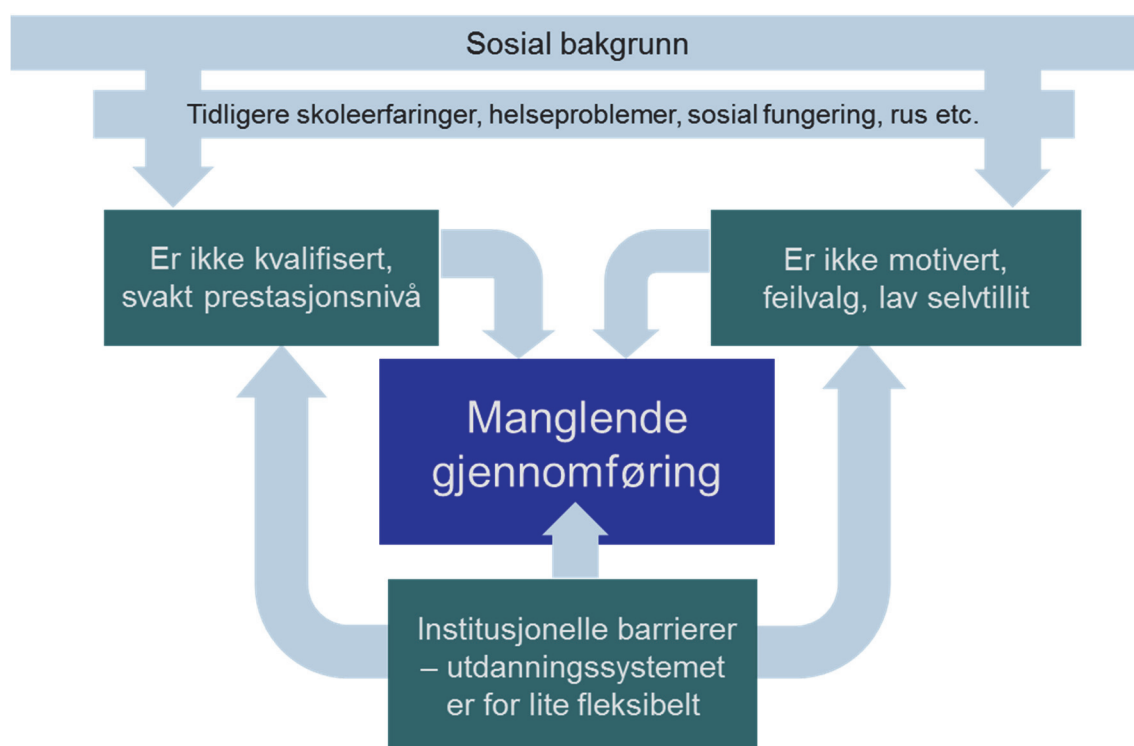 Sosial bakgrunn
Tidligere skoleerfaringer, helseproblemer, sosial fungering, rus etc.
Er ikke kvalifisert,
svakt prestasjonsnivå
Er ikke motivert,
feilvalg, lav selvtillit
Manglende
gjennomføring
Institusjonelle barrierer
– utdanningssystemet
er for lite fleksibelt